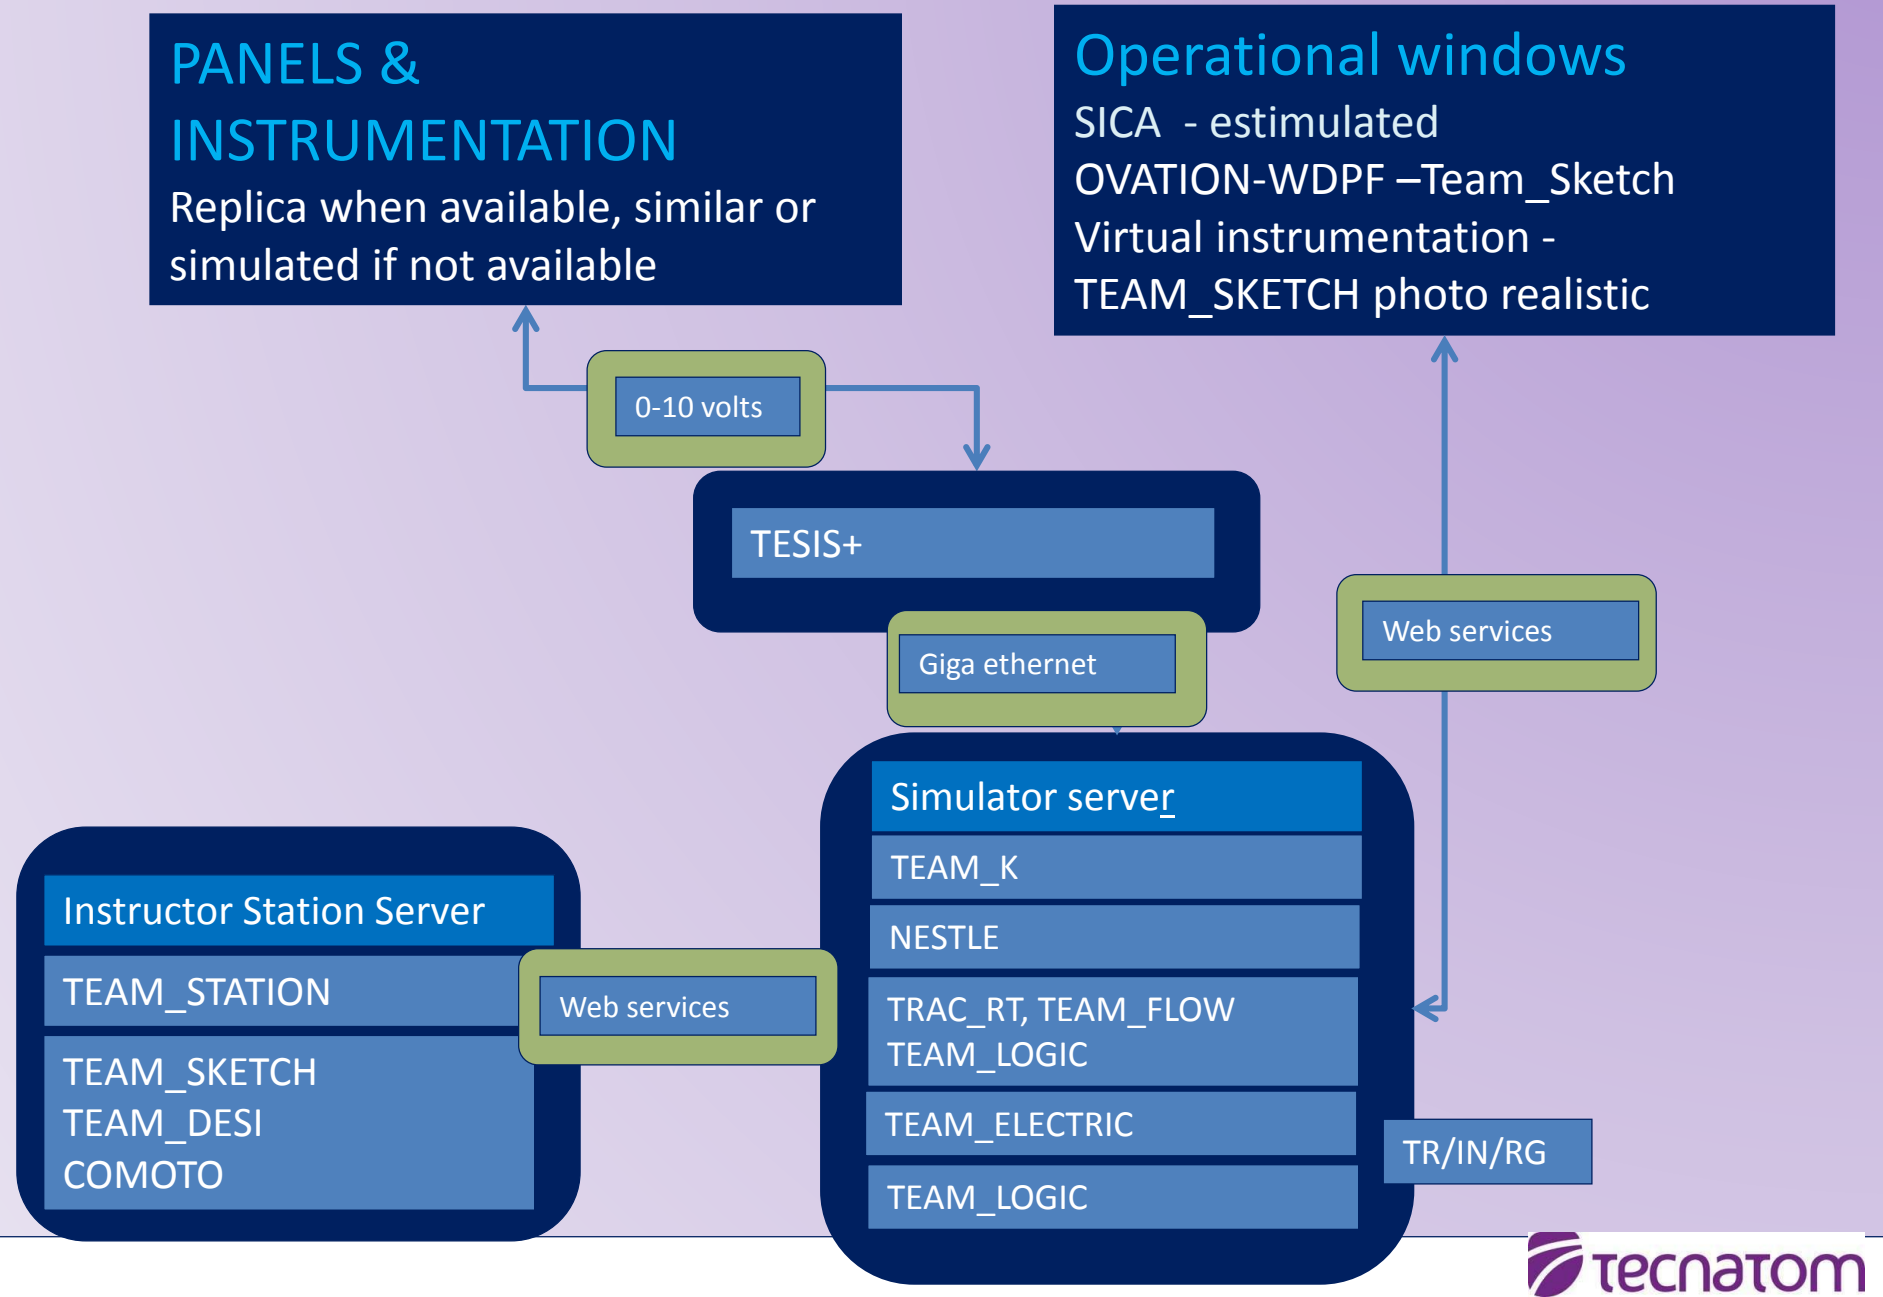 PANELS &
INSTRUMENTATION
Replica when available, similar or
simulated if not available
Operational windows
SICA - estimulated
OVATION-WDPF –Team_Sketch
Virtual instrumentation -
TEAM_SKETCH photo realistic
0-10 volts
TESIS+
Giga ethernet
Web services
Simulator server
TEAM_K
NESTLE
TRAC_RT, TEAM_FLOW
TEAM_LOGIC
TEAM_ELECTRIC
TEAM_LOGIC
TR/IN/RG
Instructor Station Server
TEAM_STATION
TEAM_SKETCH
TEAM_DESI
COMOTO
Web services
tecnatom